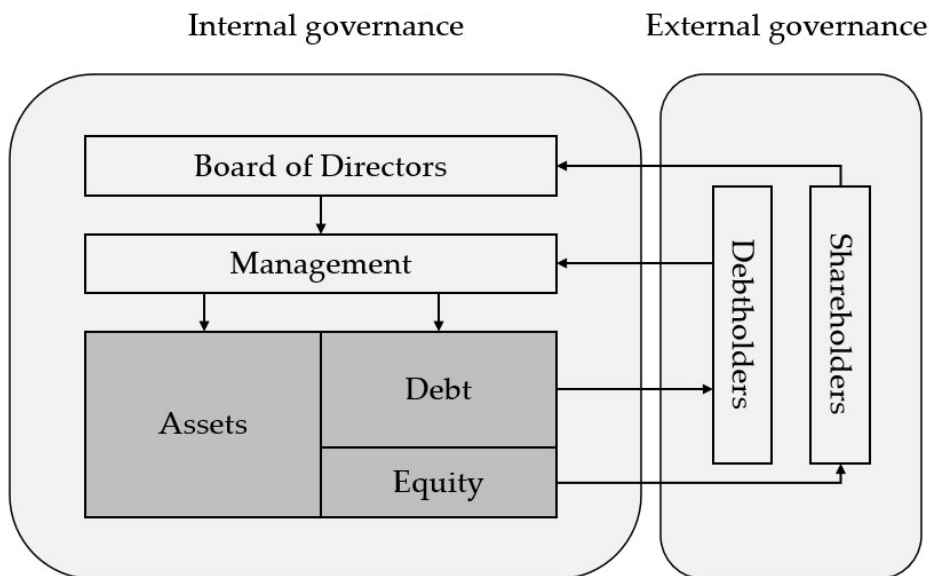 Internal governance
External governance
Board of Directors
Management
Debtholders
Shareholders
Assets
Debt
Equity